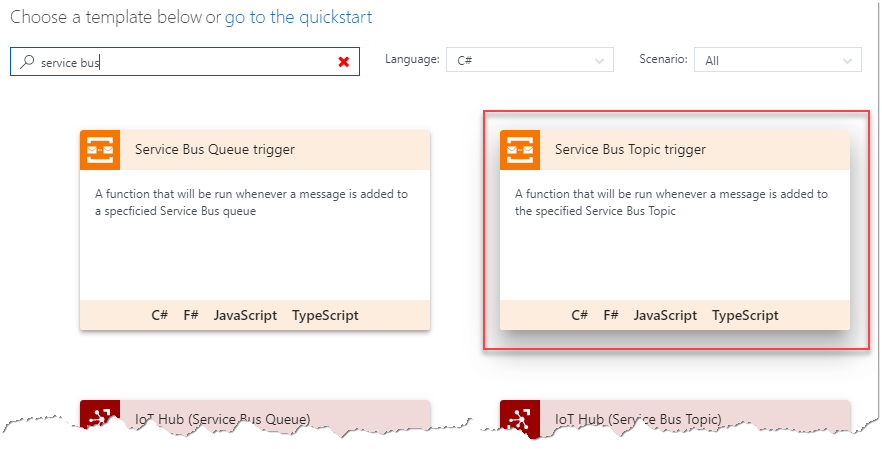 Choose a template below or go to the quickstart
service bus
Language:
C#
Scenario:
All
Service Bus Queue trigger
A function that will be run whenever a message is added to
a specficied Service Bus queue
C# F# JavaScript TypeScript
Service Bus Topic trigger
A function that will be run whenever a message is added to
the specified Service Bus Topic
C# F# JavaScript TypeScript
IoT Hub (Service Bus Queue)
IoT Hub (Service Bus Topic)